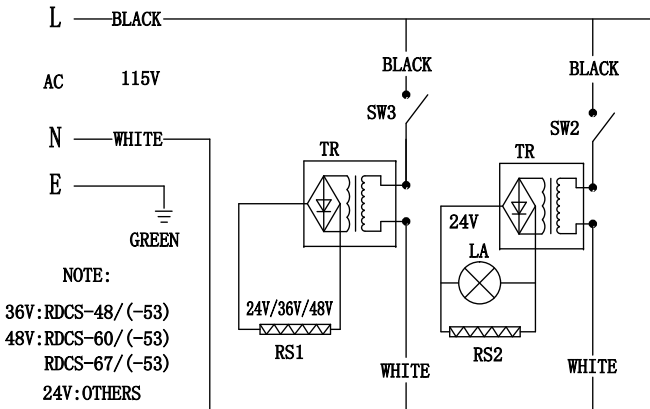 L BLACK
BLACK
BLACK
AC 115V
SW3
SW2
N WHITE
TR
TR
E
24V
GREEN
LA
NOTE:
36V:RDCS-48/(-53)
24V/36V/48V
48V:RDCS-60/(-53)
RS1
RS2
RDCS-67/(-53)
WHITE
WHITE
24V:OTHERS